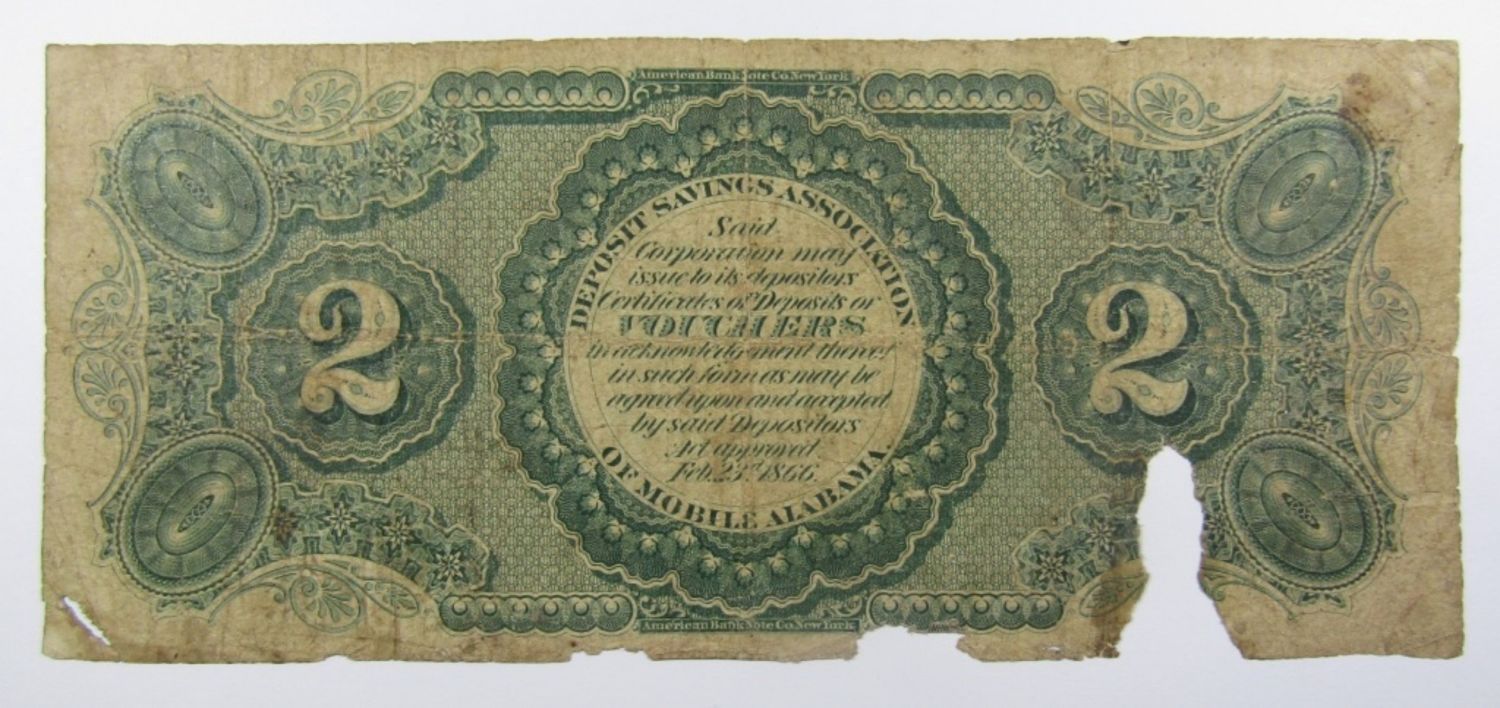 American Bank Note Co. New York
DEPOSIT SAVINGS ASSOCIATION
Said
Corporation may
issue to its depositors
Certificates of Deposits or
VOUCHERS
in acknowledgement thereof
in such form as may be
agreed upon and accepted
by said Depositors
Act approved
Feb. 23rd 1866.
OF MOBILE ALABAMA
2
2
American Bank Note Co. New York